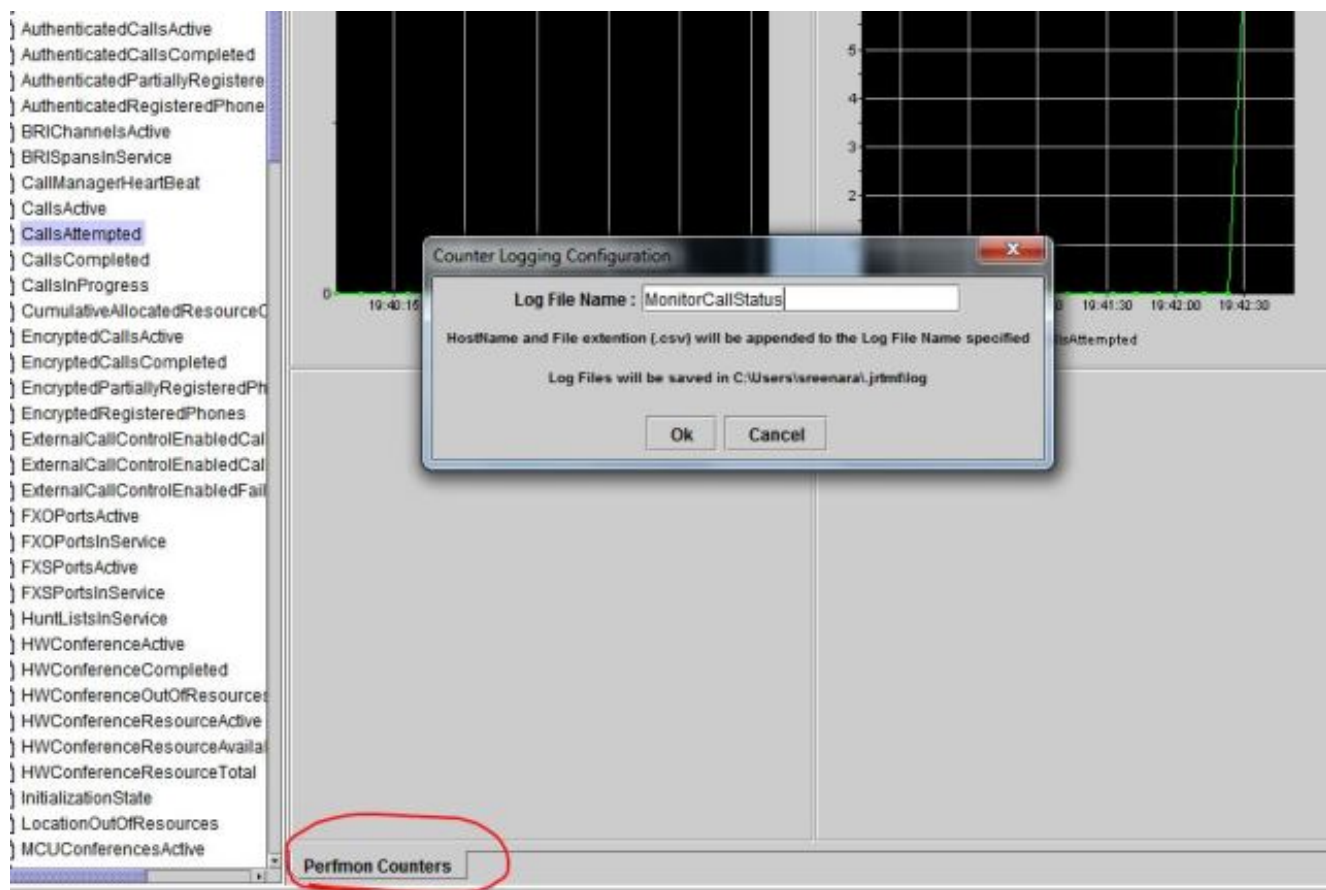 AuthenticatedCallsActive
AuthenticatedCallsCompleted
AuthenticatedPartiallyRegistere
AuthenticatedRegisteredPhone
BRIChannelsActive
BRISpansInService
CallManagerHeartBeat
CallsActive
CallsAttempted
CallsCompleted
CallsInProgress
CumulativeAllocatedResourceC
EncryptedCallsActive
EncryptedCallsCompleted
EncryptedPartiallyRegisteredPh
EncryptedRegisteredPhones
ExternalCallControlEnabledCal
ExternalCallControlEnabledCal
ExternalCallControlEnabledFail
FXOPortsActive
FXOPortsInService
FXSPortsActive
FXSPortsInService
HuntListsInService
HWConferenceActive
HWConferenceCompleted
HWConferenceOutOfResources
HWConferenceResourceActive
HWConferenceResourceAvailal
HWConferenceResourceTotal
InitializationState
LocationOutOfResources
MCUConferencesActive
0
19:40:15
5
4
3
2
0 19:41:30 19:42:00 19:42:30
lsAttempted
Counter Logging Configuration
Log File Name : MonitorCallStatus
HostName and File extention (.csv) will be appended to the Log File Name specified
Log Files will be saved in C:\Users\sreenara\.jrtmt\log
Ok Cancel
Perfmon Counters